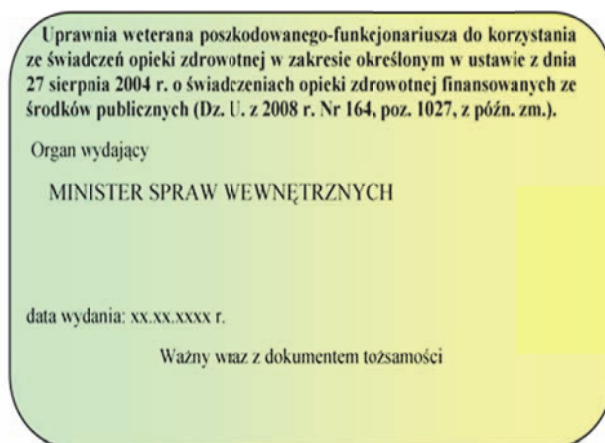 Uprawnia weterana poszkodowanego-funkcjonariusza do korzystania
ze świadczeń opieki zdrowotnej w zakresie określonym w ustawie z dnia
27 sierpnia 2004 r. o świadczeniach opieki zdrowotnej finansowanych ze
środków publicznych (Dz. U. z 2008 r. Nr 164, poz. 1027, z późn. zm.).
Organ wydający
MINISTER SPRAW WEWNĘTRZNYCH
data wydania: xx.xx.xxxx r.
Ważny wraz z dokumentem tożsamości